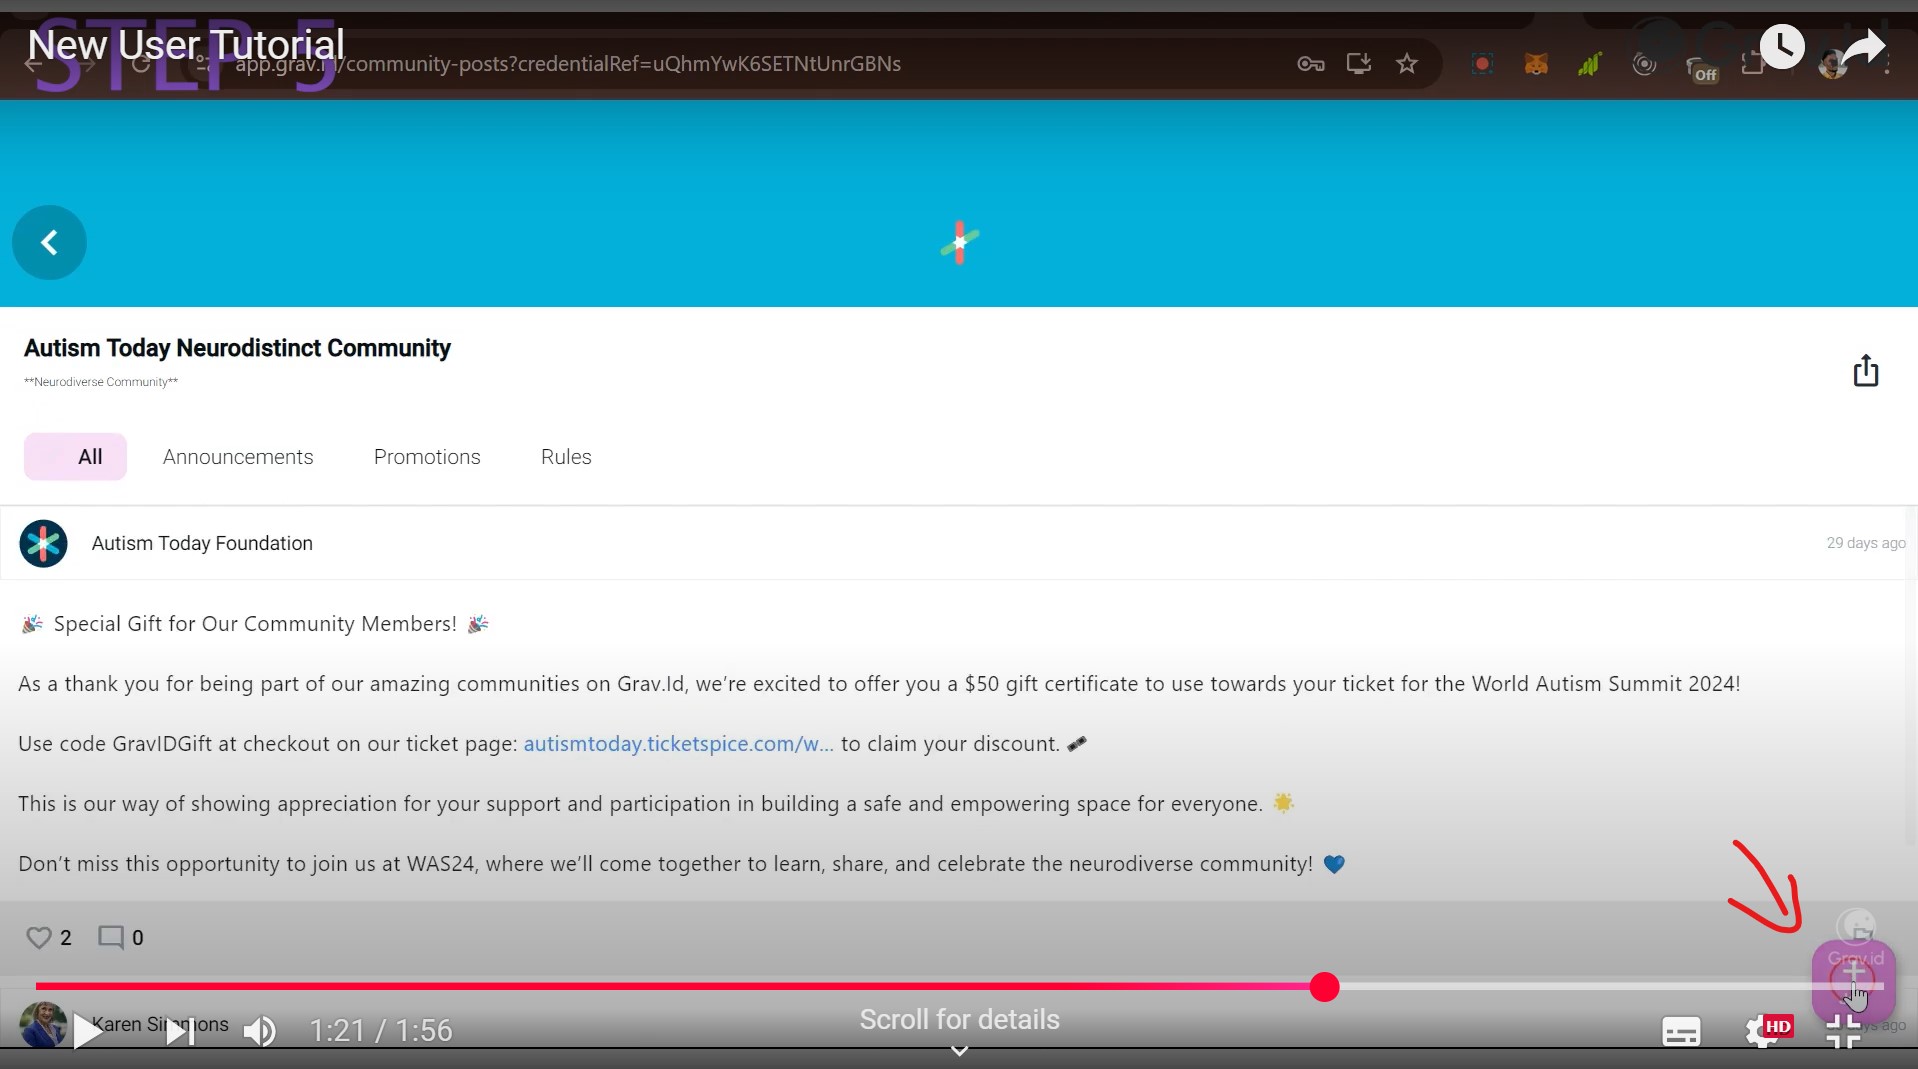 STEP 5
New User Tutorial
app.grav.id/community-posts?credentialRef=uQhmYwK6SETNtUnrGBNs
Off
Autism Today Neurodistinct Community
**Neurodiverse Community**
All
Announcements
Promotions
Rules
Autism Today Foundation
29 days ago
🎉 Special Gift for Our Community Members! 🎉
As a thank you for being part of our amazing communities on Grav.Id, we’re excited to offer you a $50 gift certificate to use towards your ticket for the World Autism Summit 2024!
Use code GravIDGift at checkout on our ticket page: autismtoday.ticketspice.com/w... to claim your discount. 🎟
This is our way of showing appreciation for your support and participation in building a safe and empowering space for everyone. 🌟
Don’t miss this opportunity to join us at WAS24, where we’ll come together to learn, share, and celebrate the neurodiverse community! 💙
2
0
Grav.id
Karen Simmons
days ago
1:21 / 1:56
Scroll for details
HD